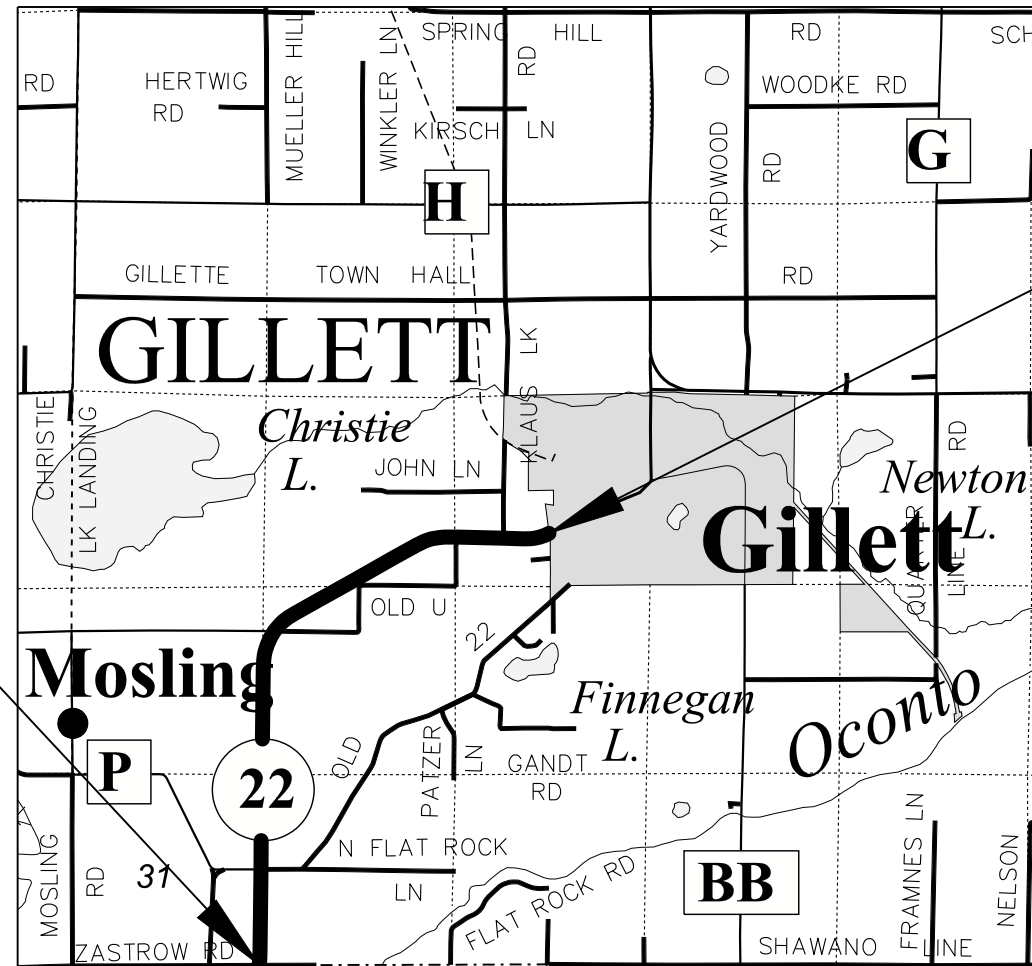 SPRING HILL RD SCH
RD
HERTWIG RD
MUELLER HILL
WINKLER LN
RD
KIRSCH LN
WOODKE RD
YARDWOOD RD
G
H
GILLETTE TOWN HALL RD
GILLETT
KLAUS LK
CHRISTIE LK LANDING
Christie L.
JOHN LN
Newton L.
Gillett
QUARTER LINE RD
OLD U
22
Mosling
Finnegan L.
Oconto
P
22
OLD
PATZER LN
GANDT RD
N FLAT ROCK LN
31
MOSLING RD
BB
FLAT ROCK RD
FRAMNES LN
NELSON
ZASTROW RD
SHAWANO LINE